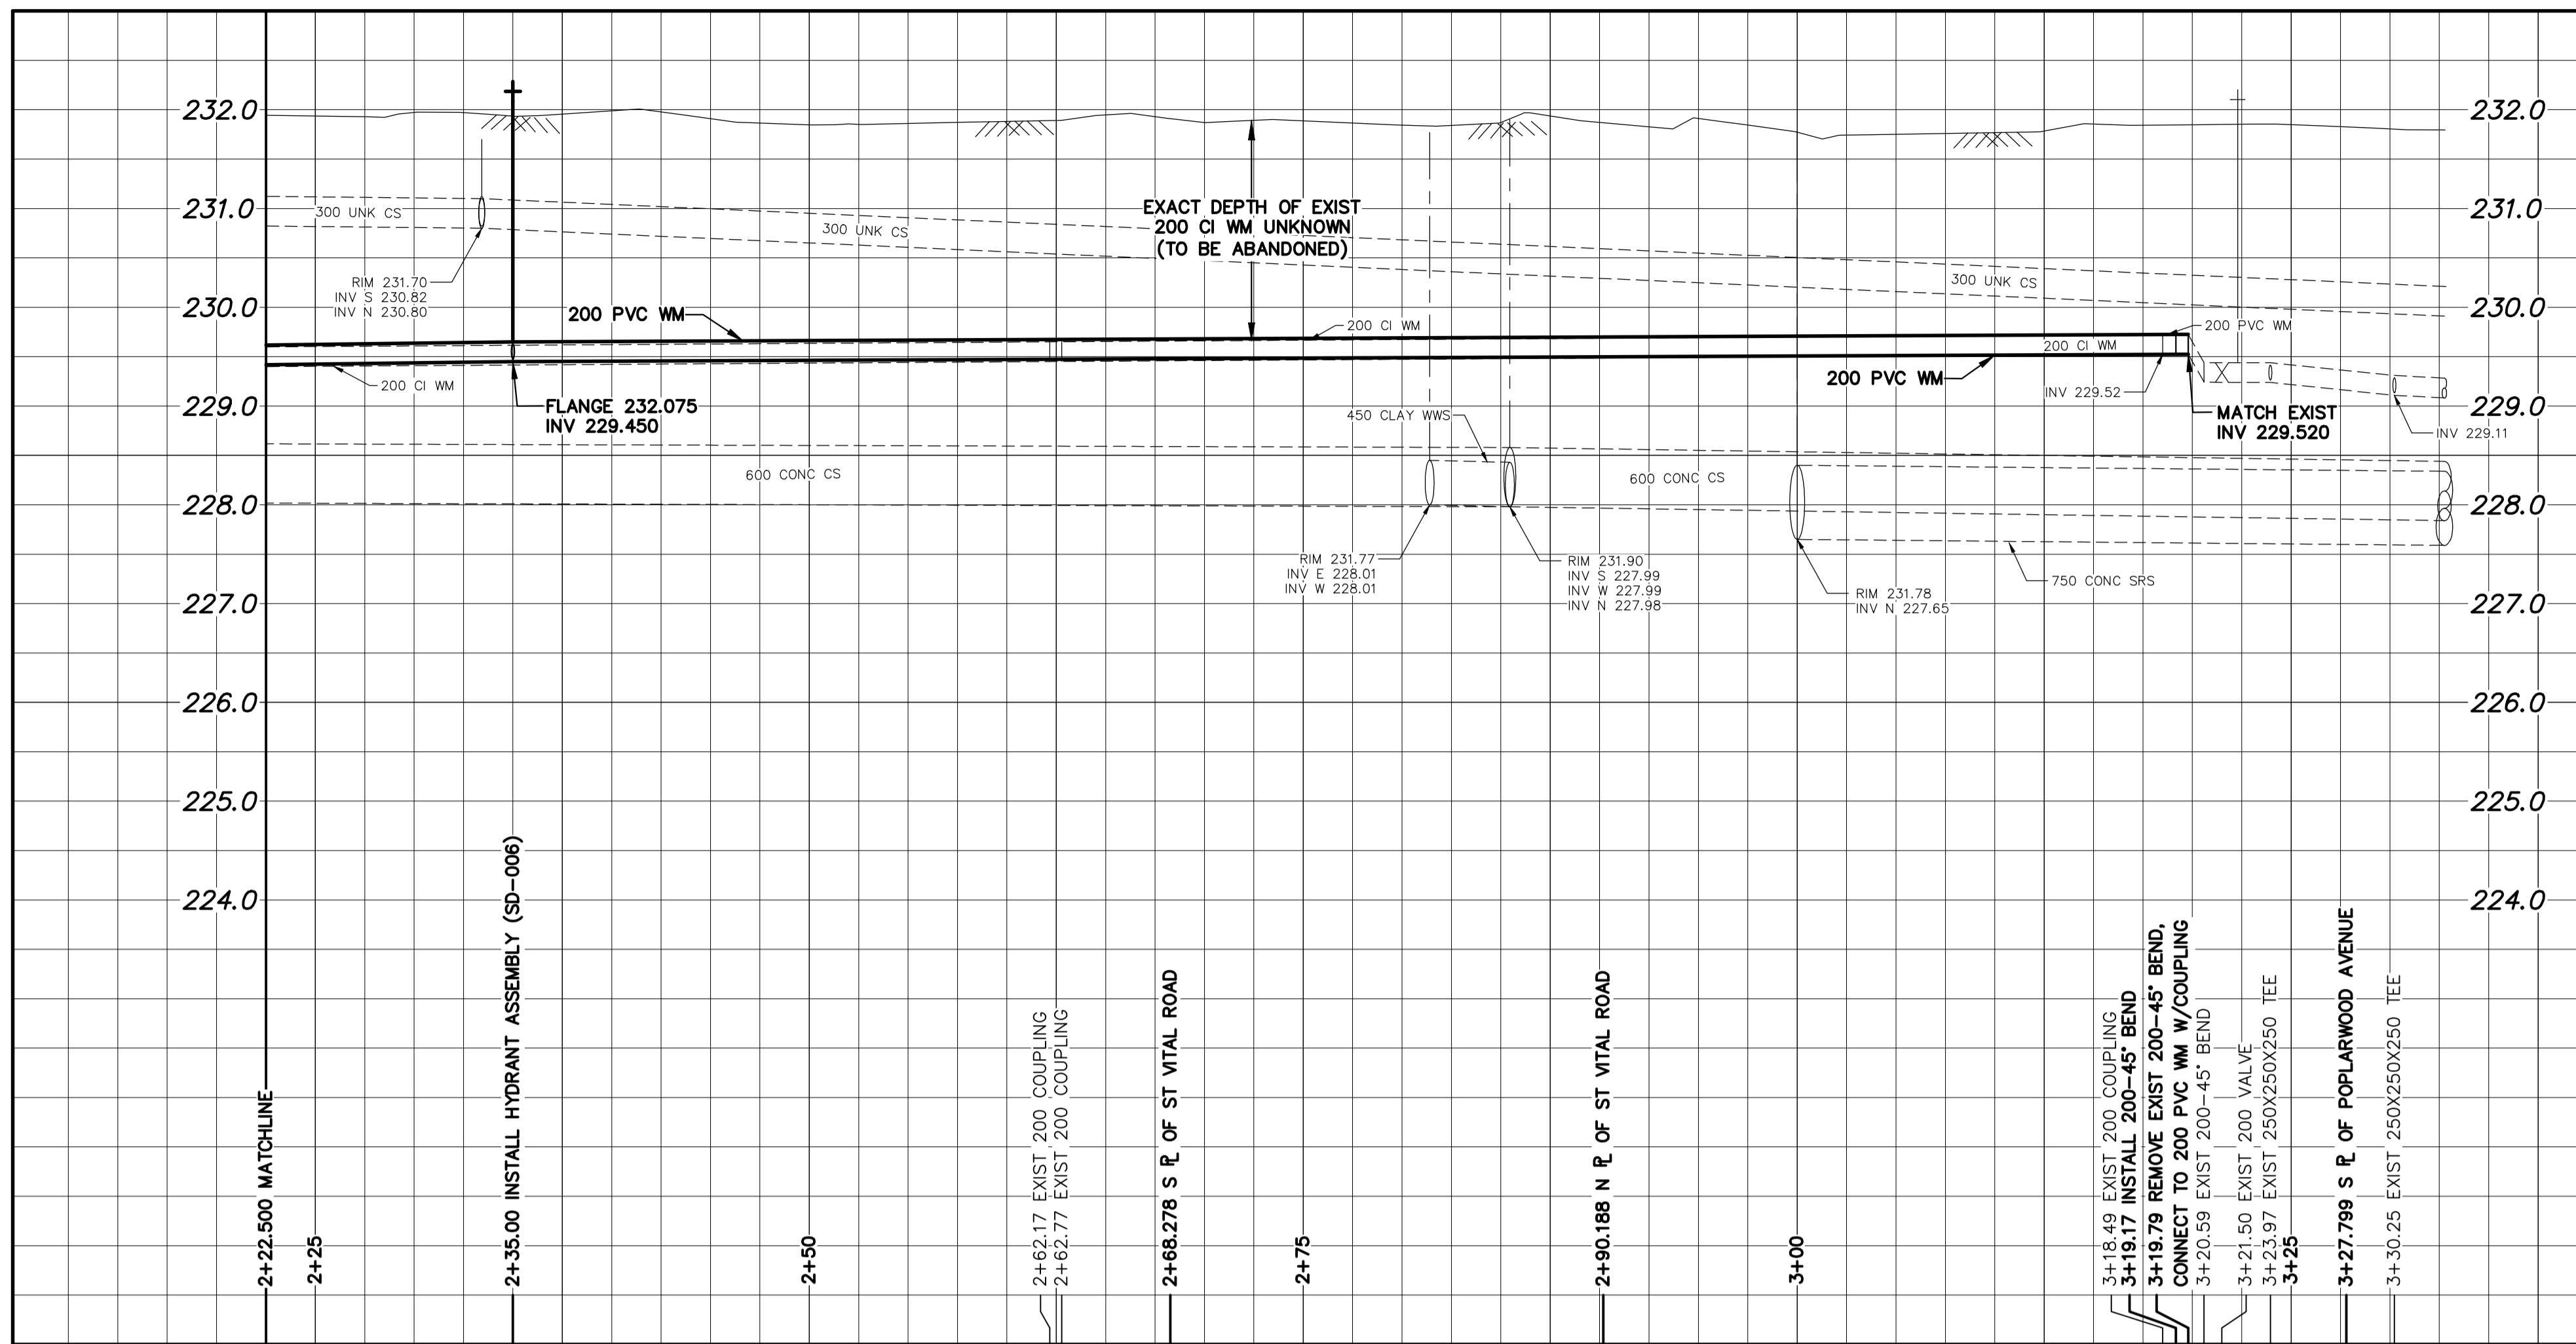 232.0
232.0
231.0
231.0
230.0
230.0
229.0
229.0
228.0
228.0
227.0
227.0
226.0
226.0
225.0
225.0
224.0
224.0
300 UNK CS
300 UNK CS
300 UNK CS
EXACT DEPTH OF EXIST
200 CI WM UNKNOWN
(TO BE ABANDONED)
RIM 231.70
INV S 230.82
INV N 230.80
200 PVC WM
200 CI WM
200 PVC WM
200 CI WM
200 CI WM
200 PVC WM
INV 229.52
FLANGE 232.075
INV 229.450
450 CLAY WWS
MATCH EXIST
INV 229.520
INV 229.11
600 CONC CS
600 CONC CS
RIM 231.77
INV E 228.01
INV W 228.01
RIM 231.90
INV S 227.99
INV W 227.99
INV N 227.98
RIM 231.78
INV N 227.65
750 CONC SRS
2+22.500 MATCHLINE
2+25
2+35.00 INSTALL HYDRANT ASSEMBLY (SD-006)
2+50
2+62.17 EXIST 200 COUPLING
2+62.77 EXIST 200 COUPLING
2+68.278 S PL OF ST VITAL ROAD
2+75
2+90.188 N PL OF ST VITAL ROAD
3+00
3+18.49 EXIST 200 COUPLING
3+19.17 INSTALL 200-45° BEND
3+19.79 REMOVE EXIST 200-45° BEND,
CONNECT TO 200 PVC WM W/COUPLING
3+20.59 EXIST 200-45° BEND
3+21.50 EXIST 200 VALVE
3+23.97 EXIST 250X250X250 TEE
3+25
3+27.799 S PL OF POPLARWOOD AVENUE
3+30.25 EXIST 250X250X250 TEE